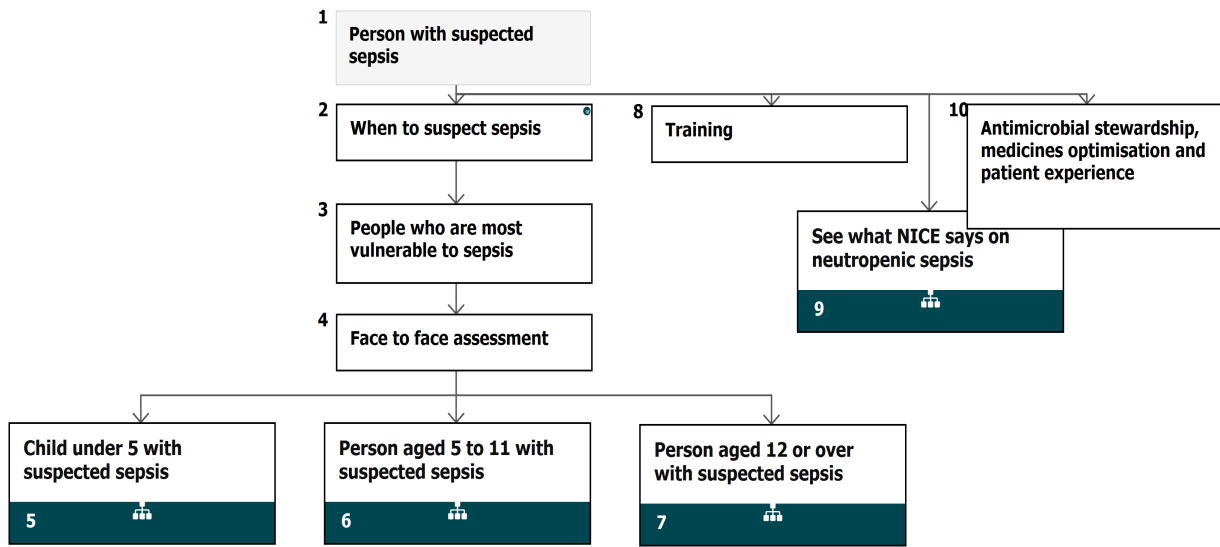 1
Person with suspected
sepsis
2
When to suspect sepsis
8
Training
10
Antimicrobial stewardship,
medicines optimisation and
patient experience
3
People who are most
vulnerable to sepsis
See what NICE says on
neutropenic sepsis
9
4
Face to face assessment
Child under 5 with
suspected sepsis
5
Person aged 5 to 11 with
suspected sepsis
6
Person aged 12 or over
with suspected sepsis
7